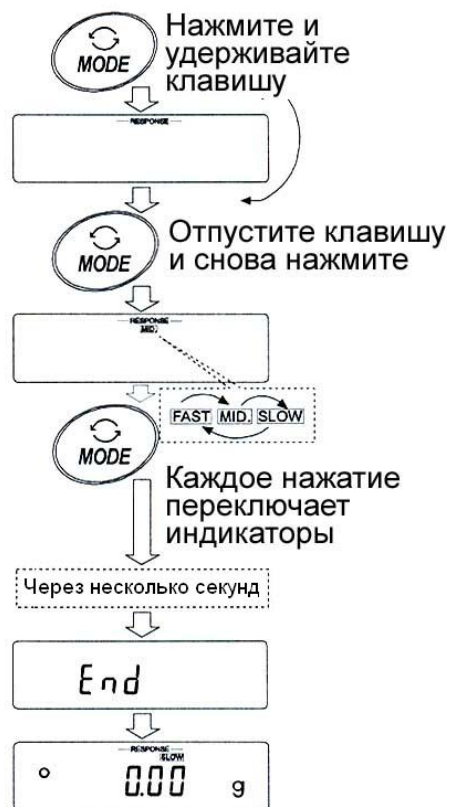 MODE
Нажмите и
удерживайте
клавишу
RESPONSE
MODE
Отпустите клавишу
и снова нажмите
RESPONSE
MID.
FAST MID. SLOW
MODE
Каждое нажатие
переключает
индикаторы
Через несколько секунд
End
RESPONSE
SLOW
0.00 g